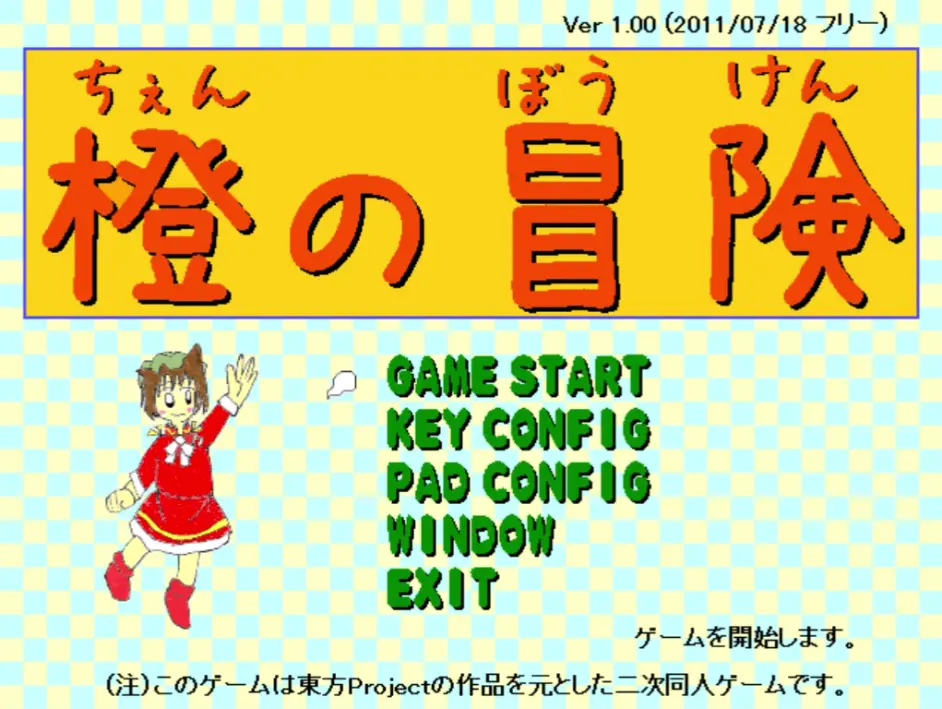 Ver 1.00 (2011/07/18 フリー)
ちぇん ぼう けん
橙の冒険
GAME START
KEY CONFIG
PAD CONFIG
WINDOW
EXIT
ゲームを開始します。
(注)このゲームは東方Projectの作品を元とした二次同人ゲームです。